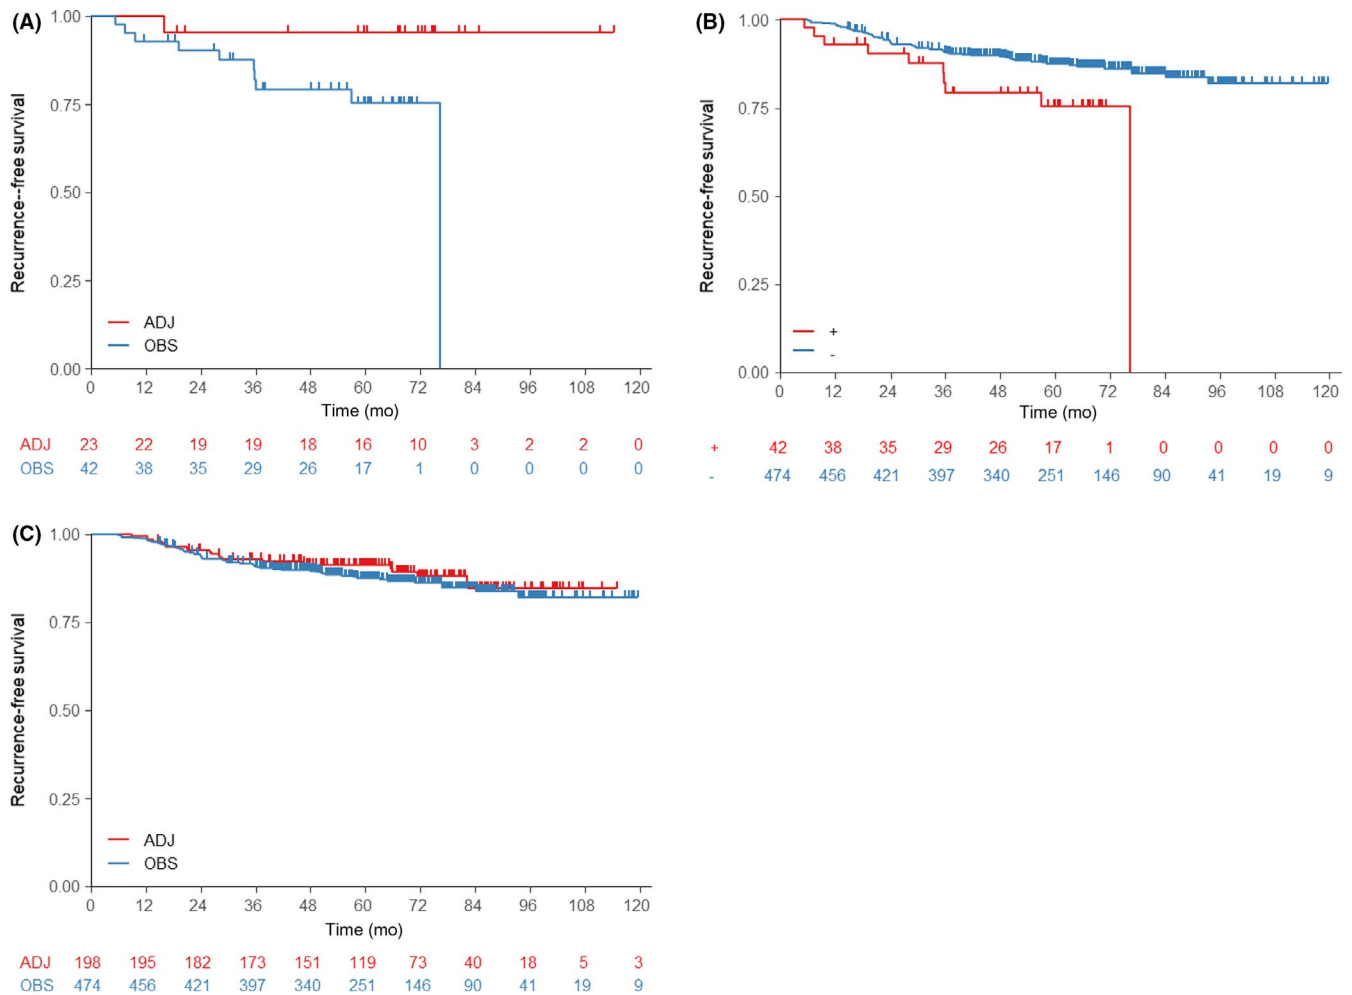 (A)
1.00
0.75
0.50
0.25
0.00
Recurrence--free survival
ADJ
OBS
0 12 24 36 48 60 72 84 96 108 120
Time (mo)
ADJ 23 22 19 19 18 16 10 3 2 2 0
OBS 42 38 35 29 26 17 1 0 0 0 0
(B)
1.00
0.75
0.50
0.25
0.00
Recurrence-free survival
+
-
0 12 24 36 48 60 72 84 96 108 120
Time (mo)
+ 42 38 35 29 26 17 1 0 0 0 0
- 474 456 421 397 340 251 146 90 41 19 9
(C)
1.00
0.75
0.50
0.25
0.00
Recurrence-free survival
ADJ
OBS
0 12 24 36 48 60 72 84 96 108 120
Time (mo)
ADJ 198 195 182 173 151 119 73 40 18 5 3
OBS 474 456 421 397 340 251 146 90 41 19 9